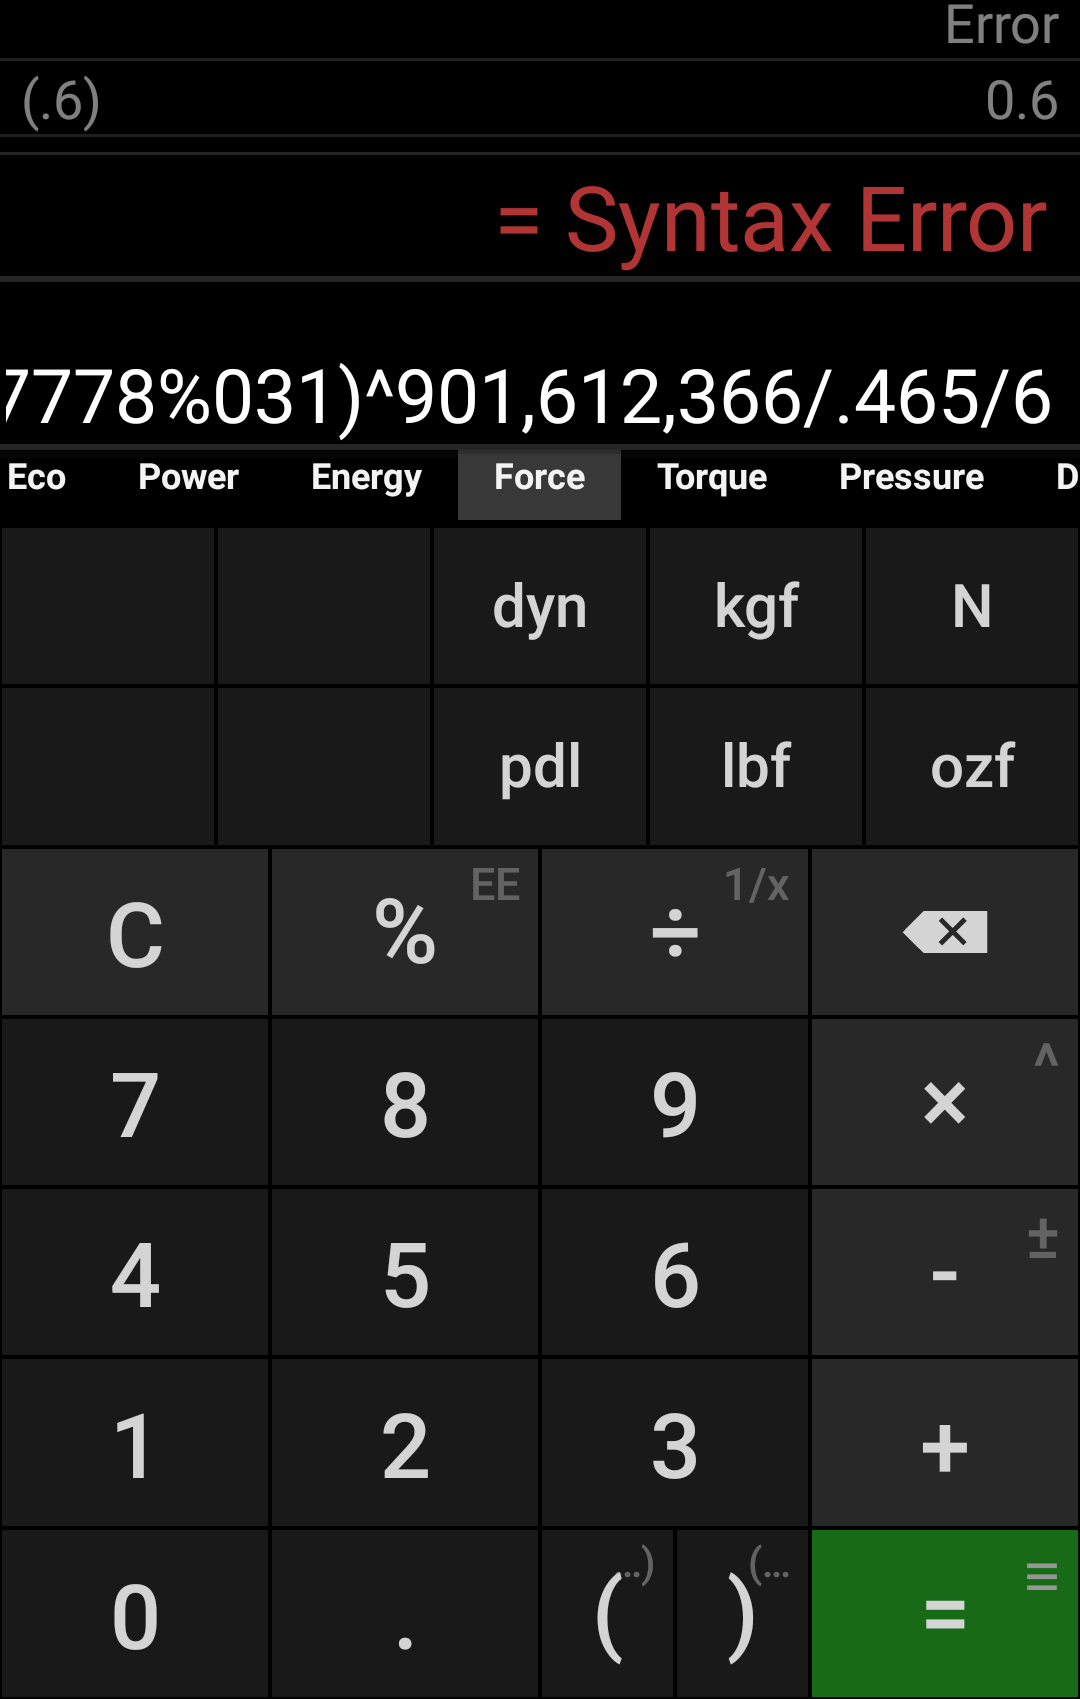 Error
(.6) 0.6
= Syntax Error
7778%031)^901,612,366/.465/6
Eco Power Energy Force Torque Pressure D
dyn kgf N
pdl lbf ozf
C % EE ÷ 1/x
7 8 9 × ^
4 5 6 - ±
1 2 3 +
0 . ( ..) ) (... = ≡